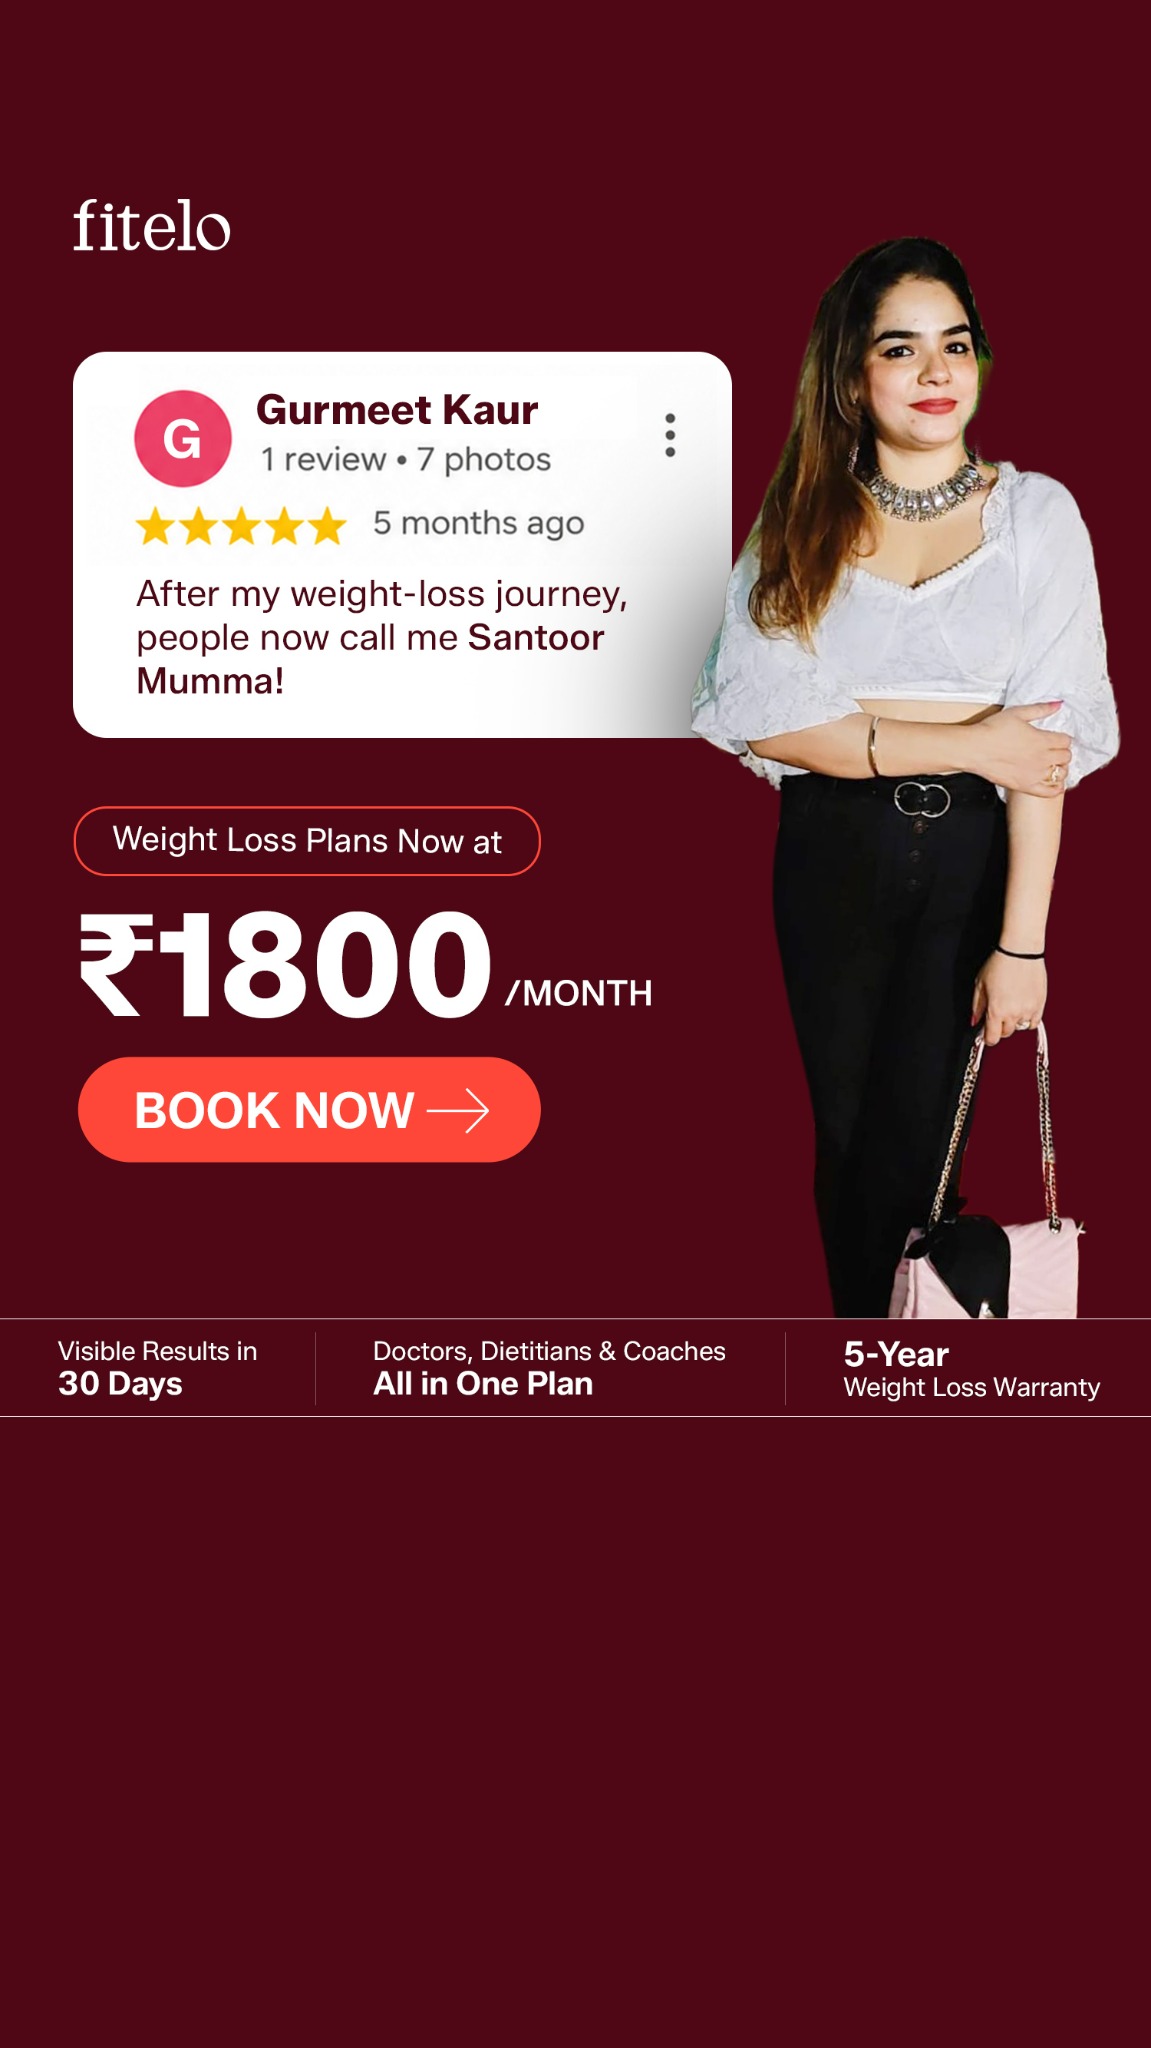 fitelo
G
Gurmeet Kaur
1 review • 7 photos
5 months ago
After my weight-loss journey,
people now call me Santoor
Mumma!
Weight Loss Plans Now at
₹1800 /MONTH
BOOK NOW →
Visible Results in
30 Days
Doctors, Dietitians & Coaches
All in One Plan
5-Year
Weight Loss Warranty